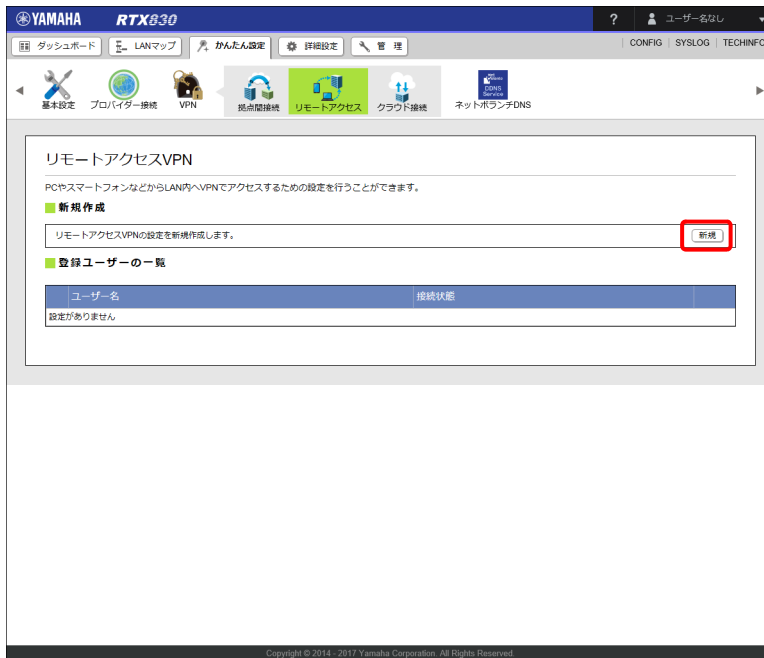 YAMAHA RTX830 ? ユーザー名なし
ダッシュボード LANマップ かんたん設定 詳細設定 管 理 CONFIG SYSLOG TECHINFO
基本設定 プロバイダー接続 VPN 拠点間接続 リモートアクセス クラウド接続 DDNS Service ネットボランチDNS
リモートアクセスVPN
PCやスマートフォンなどからLAN内へVPNでアクセスするための設定を行うことができます。
新規作成
リモートアクセスVPNの設定を新規作成します。 新規
登録ユーザーの一覧
ユーザー名 接続状態
設定がありません
Copyright © 2014 - 2017 Yamaha Corporation. All Rights Reserved.